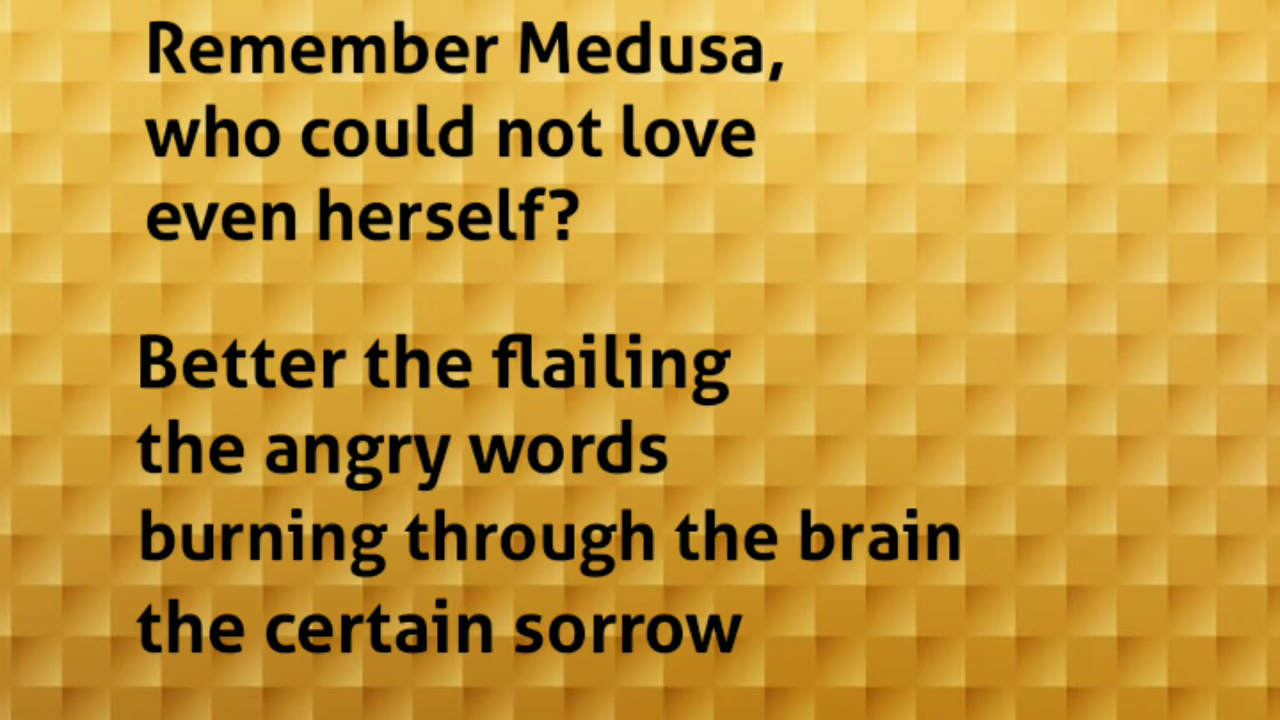 Remember Medusa,
who could not love
even herself?
Better the flailing
the angry words
burning through the brain
the certain sorrow